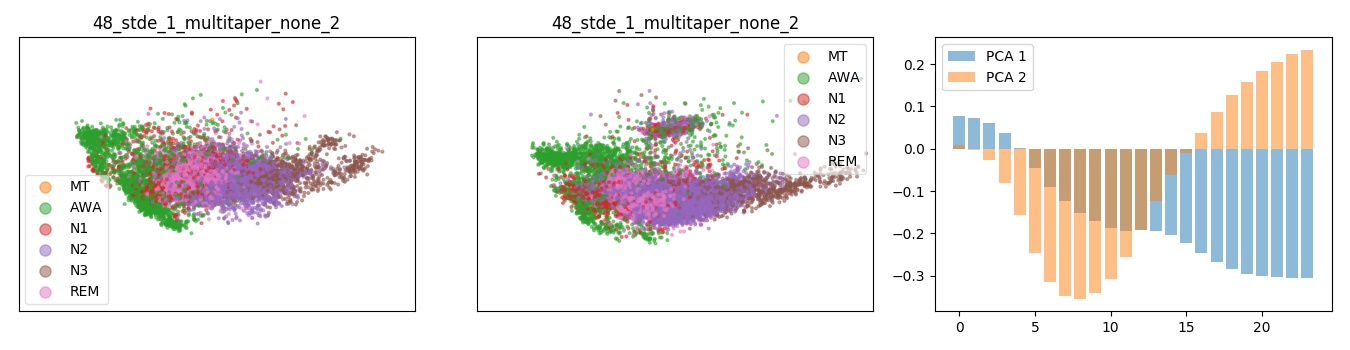 48_stde_1_multitaper_none_2
MT
AWA
N1
N2
N3
REM
48_stde_1_multitaper_none_2
MT
AWA
N1
N2
N3
REM
PCA 1
PCA 2
0.2
0.1
0.0
−0.1
−0.2
−0.3
0
5
10
15
20